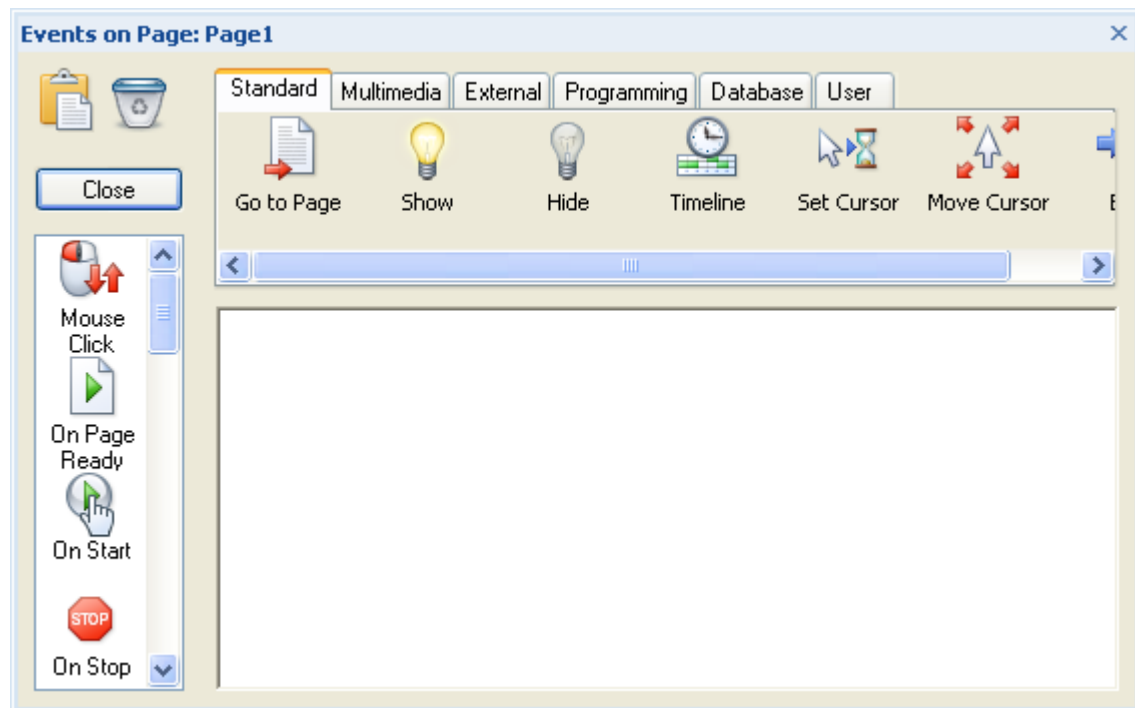 Events on Page: Page1
Close
Standard Multimedia External Programming Database User
Go to Page Show Hide Timeline Set Cursor Move Cursor
Mouse
Click
On Page
Ready
On Start
STOP
On Stop